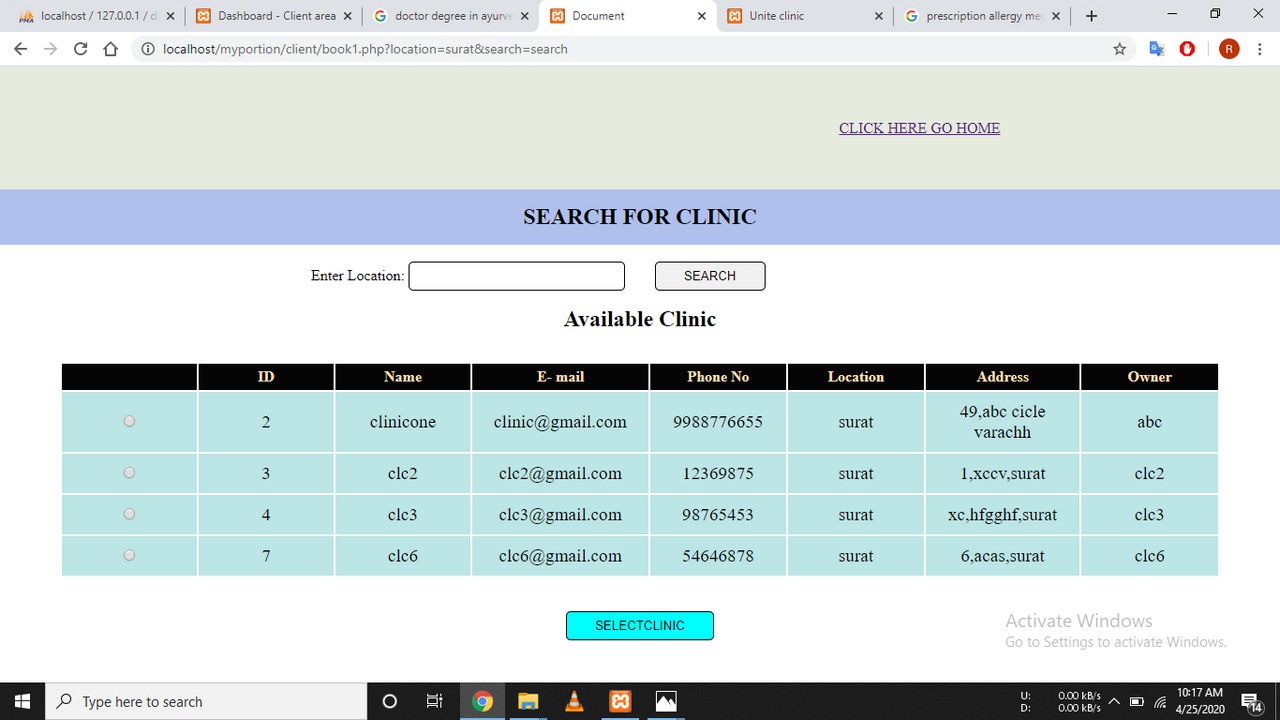 localhost / 127.0.0.1 / d
Dashboard - Client area
doctor degree in ayurve
Document
Unite clinic
prescription allergy med
localhost/myportion/client/book1.php?location=surat&search=search
R
CLICK HERE GO HOME
SEARCH FOR CLINIC
Enter Location: SEARCH
Available Clinic
ID Name E- mail Phone No Location Address Owner
2 clinicone clinic@gmail.com 9988776655 surat 49,abc cicle varachh abc
3 clc2 clc2@gmail.com 12369875 surat 1,xccv,surat clc2
4 clc3 clc3@gmail.com 98765453 surat xc,hfgghf,surat clc3
7 clc6 clc6@gmail.com 54646878 surat 6,acas,surat clc6
SELECTCLINIC
Activate Windows
Go to Settings to activate Windows.
Type here to search
U: 0.00 kB/s
D: 0.00 kB/s
10:17 AM
4/25/2020
14